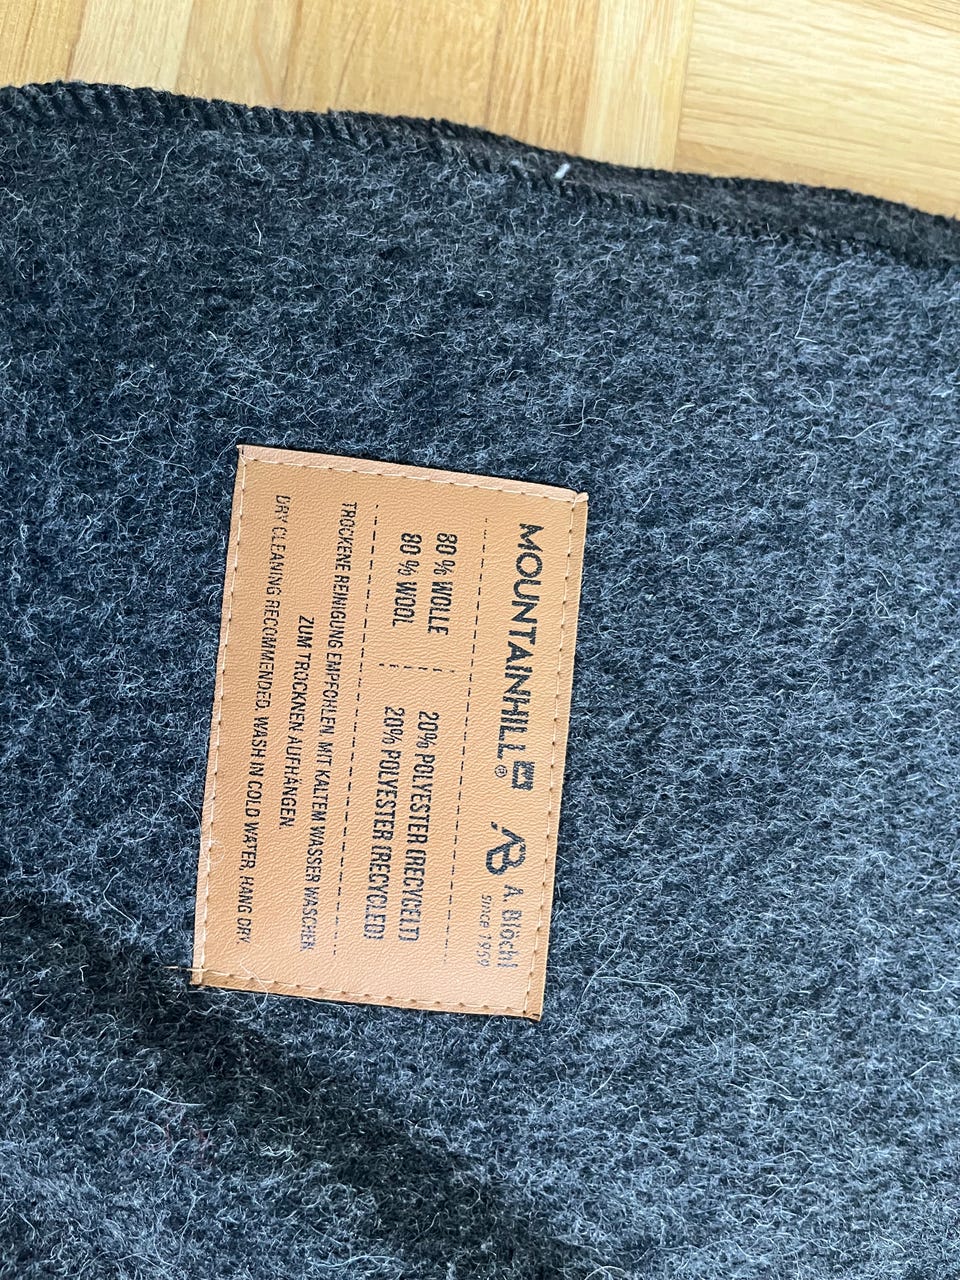 MOUNTAINHILL® AB A. Blöchl
since 1959
80 % WOLLE 20% POLYESTER (RECYCELT)
80 % WOOL 20% POLYESTER (RECYCLED)
TROCKENE REINIGUNG EMPFOHLEN, MIT KALTEM WASSER WASCHEN,
ZUM TROCKNEN AUFHÄNGEN.
DRY CLEANING RECOMMENDED, WASH IN COLD WATER, HANG DRY.